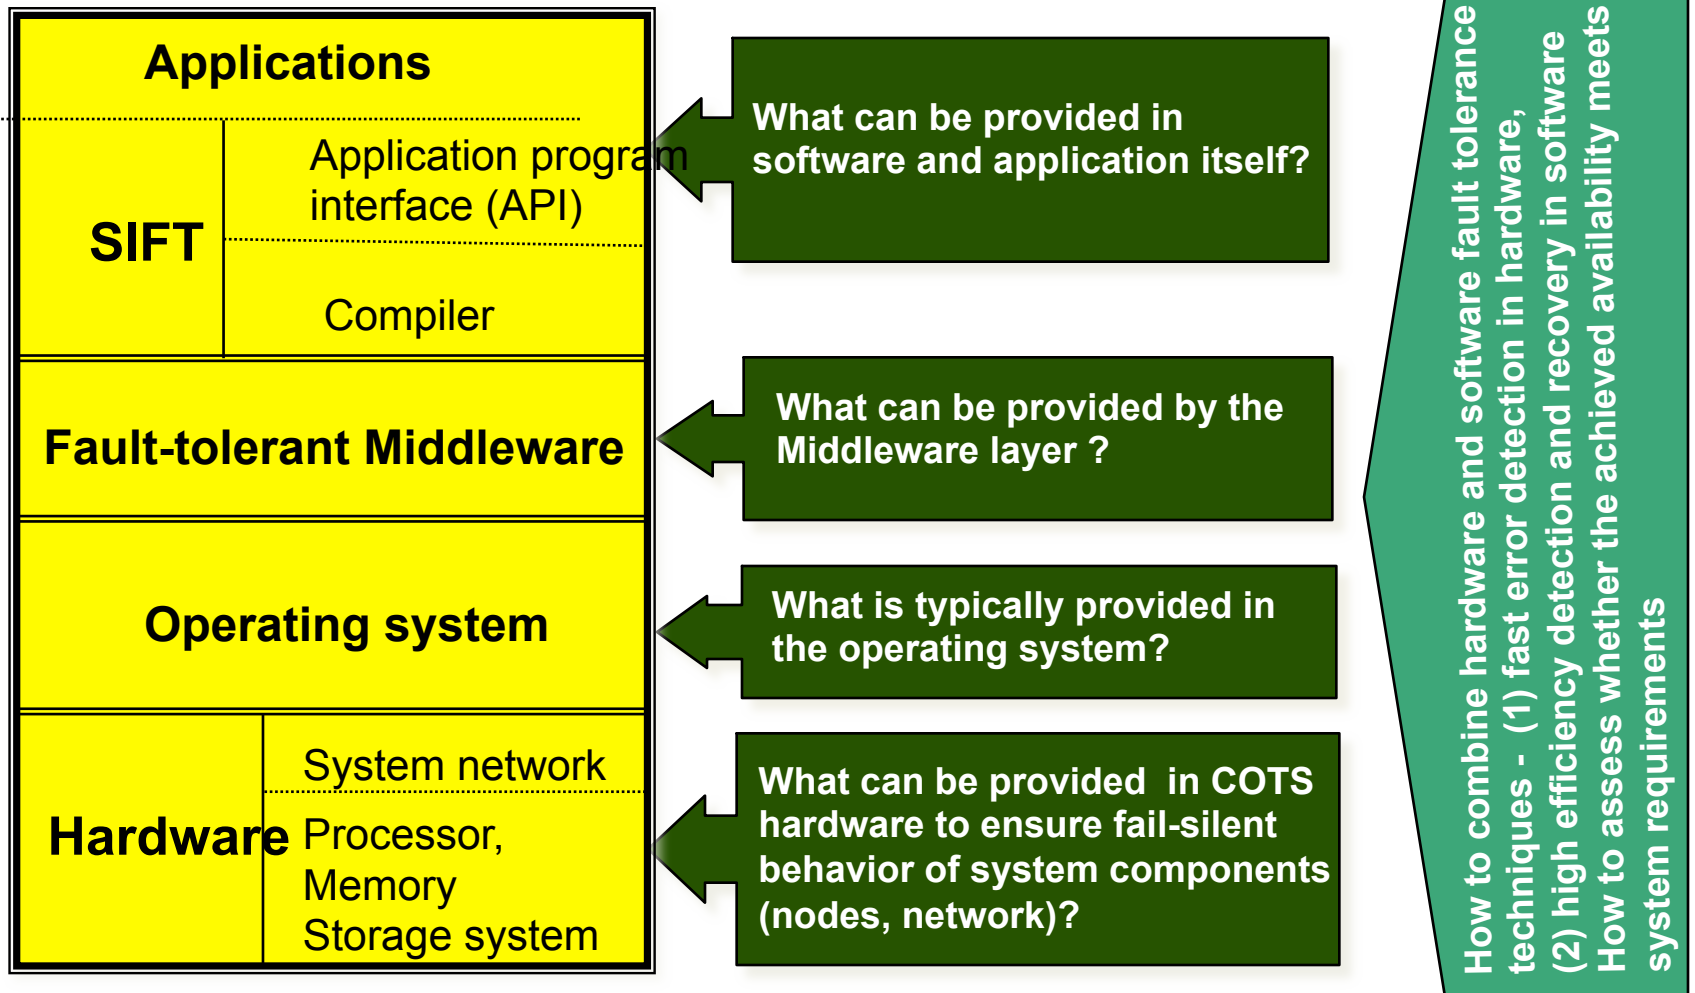 Applications
Application program
interface (API)
SIFT
Compiler
Fault-tolerant Middleware
Operating system
System network
Hardware
Processor,
Memory
Storage system
What can be provided in
software and application itself?
What can be provided by the
Middleware layer ?
What is typically provided in
the operating system?
What can be provided  in COTS
hardware to ensure fail-silent
behavior of system components
(nodes, network)?
How to combine hardware and software fault tolerance
techniques -  (1) fast error detection in hardware,
(2) high efficiency detection and recovery in software
How to assess whether the achieved availability meets
system requirements